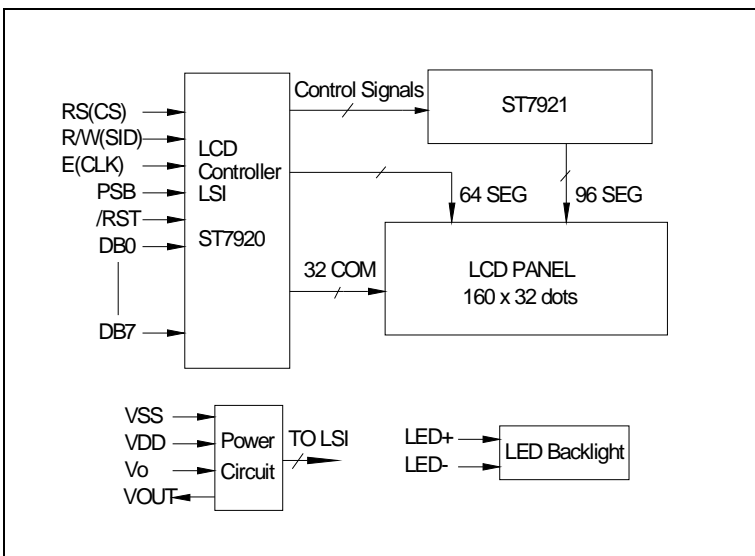 RS(CS)
R/W(SID)
E(CLK)
PSB
/RST
DB0
DB7
LCD
Controller
LSI
ST7920
Control Signals
ST7921
64 SEG
96 SEG
32 COM
LCD PANEL
160 x 32 dots
VSS
VDD
Vo
VOUT
Power
Circuit
TO LSI
LED+
LED-
LED Backlight